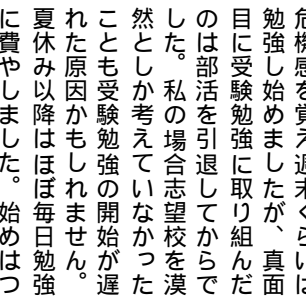 危機感を覚え週末くらいは
勉強し始めましたが、真面
目に受験勉強に取り組んだ
のは部活を引退してからで
した。私の場合志望校を漠
然としか考えていなかった
ことも受験勉強の開始が遅
れた原因かもしれません。
夏休み以降はほぼ毎日勉強
に費やしました。始めはつ